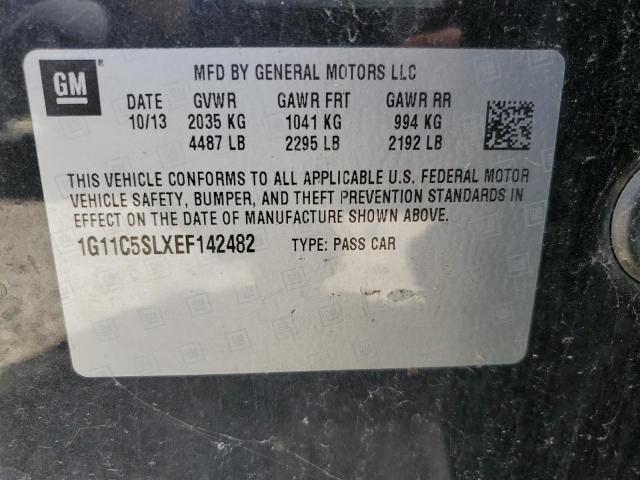 GM
MFD BY GENERAL MOTORS LLC
DATE GVWR GAWR FRT GAWR RR
10/13 2035 KG 1041 KG 994 KG
4487 LB 2295 LB 2192 LB
THIS VEHICLE CONFORMS TO ALL APPLICABLE U.S. FEDERAL MOTOR
VEHICLE SAFETY, BUMPER, AND THEFT PREVENTION STANDARDS IN
EFFECT ON THE DATE OF MANUFACTURE SHOWN ABOVE.
1G11C5SLXEF142482 TYPE: PASS CAR